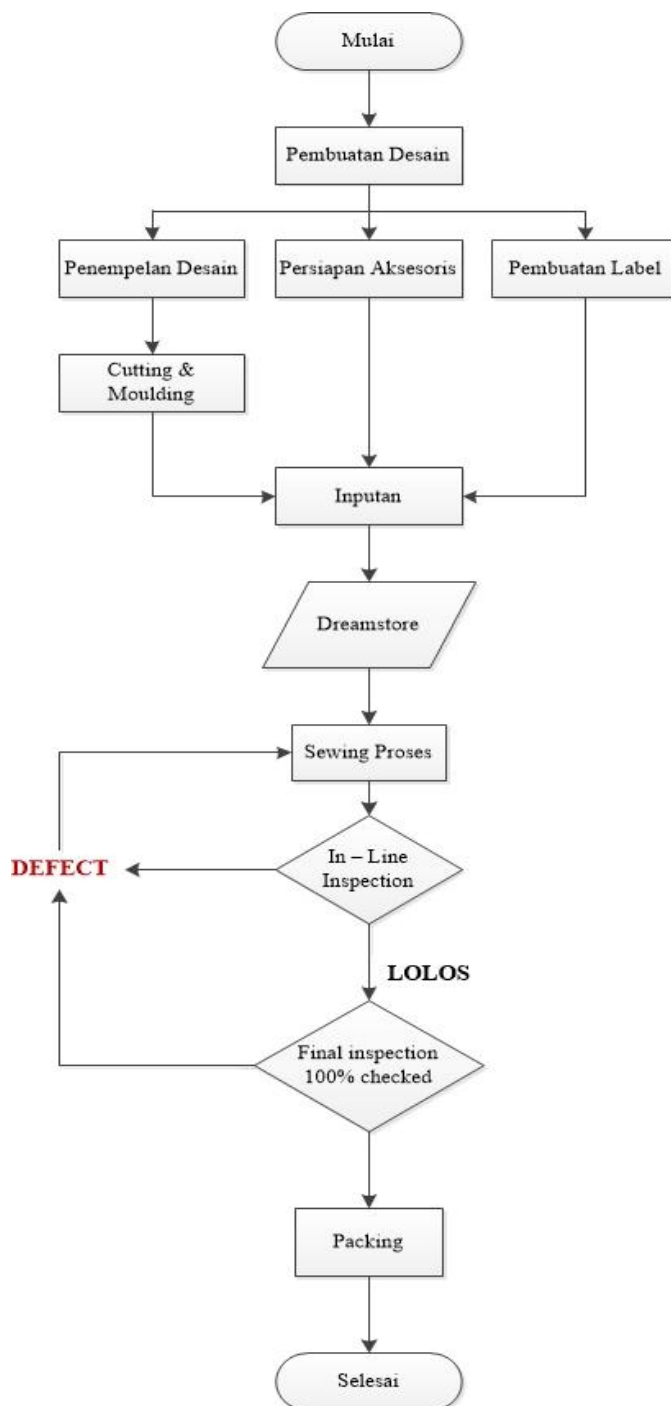 Mulai
Pembuatan Desain
Penempelan Desain
Persiapan Aksesoris
Pembuatan Label
Cutting &
Moulding
Inputan
Dreamstore
Sewing Proses
In – Line
Inspection
DEFECT
LOLOS
Final inspection
100% checked
Packing
Selesai